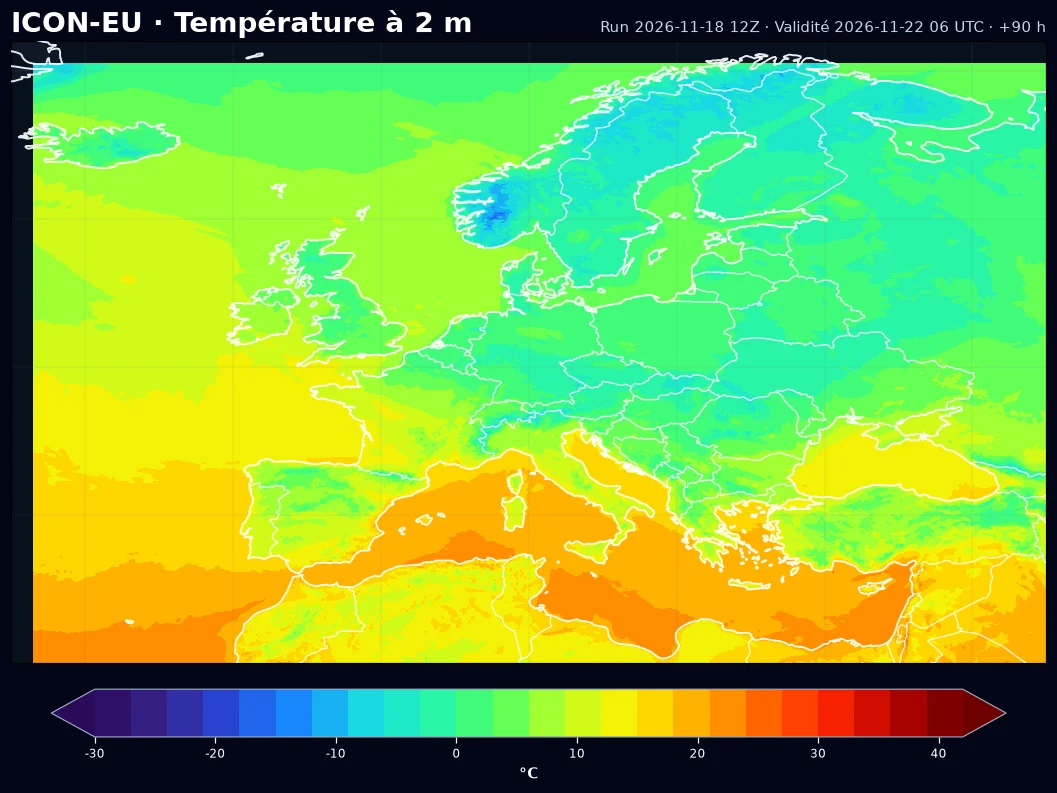 ICON-EU · Température à 2 m
Run 2026-11-18 12Z · Validité 2026-11-22 06 UTC · +90 h
-30 -20 -10 0 10 20 30 40
°C